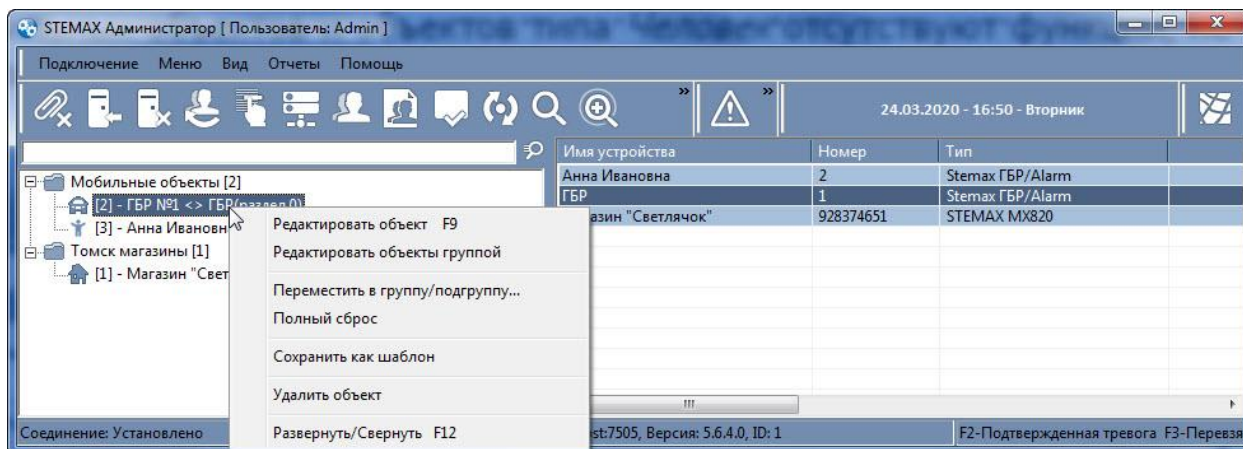 STEMAX Администратор [ Пользователь: Admin ]
Подключение Меню Вид Отчеты Помощь
24.03.2020 - 16:50 - Вторник
Имя устройства Номер Тип
Анна Ивановна 2 Stemax ГБР/Alarm
ГБР 1 Stemax ГБР/Alarm
азин "Светлячок" 928374651 STEMAX MX820
Мобильные объекты [2]
[2] - ГБР №1 <> ГБР(раздел 0)
[3] - Анна Ивановн
Томск магазины [1]
[1] - Магазин "Свет
Редактировать объект F9
Редактировать объекты группой
Переместить в группу/подгруппу...
Полный сброс
Сохранить как шаблон
Удалить объект
Развернуть/Свернуть F12
Соединение: Установлено st:7505, Версия: 5.6.4.0, ID: 1 F2-Подтвержденная тревога F3-Перевзя